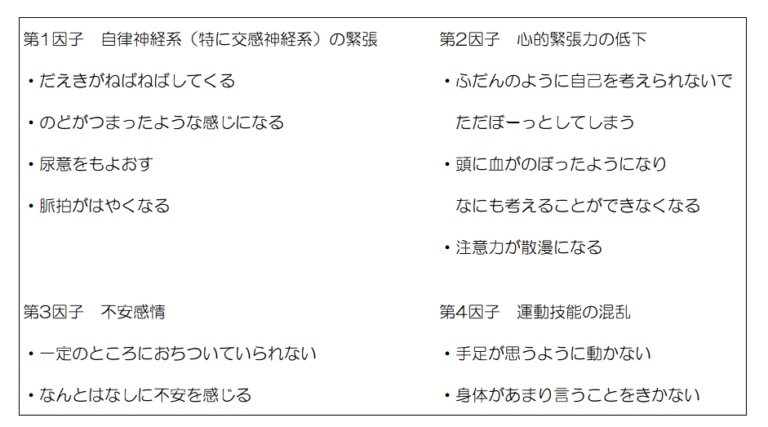 第1因子　自律神経系（特に交感神経系）の緊張
・だえきがねばねばしてくる
・のどがつまったような感じになる
・尿意をもよおす
・脈拍がはやくなる
第2因子　心的緊張力の低下
・ふだんのように自己を考えられないで
ただぼーっとしてしまう
・頭に血がのぼったようになり
なにも考えることができなくなる
・注意力が散漫になる
第3因子　不安感情
・一定のところにおちついていられない
・なんとはなしに不安を感じる
第4因子　運動技能の混乱
・手足が思うように動かない
・身体があまり言うことをきかない